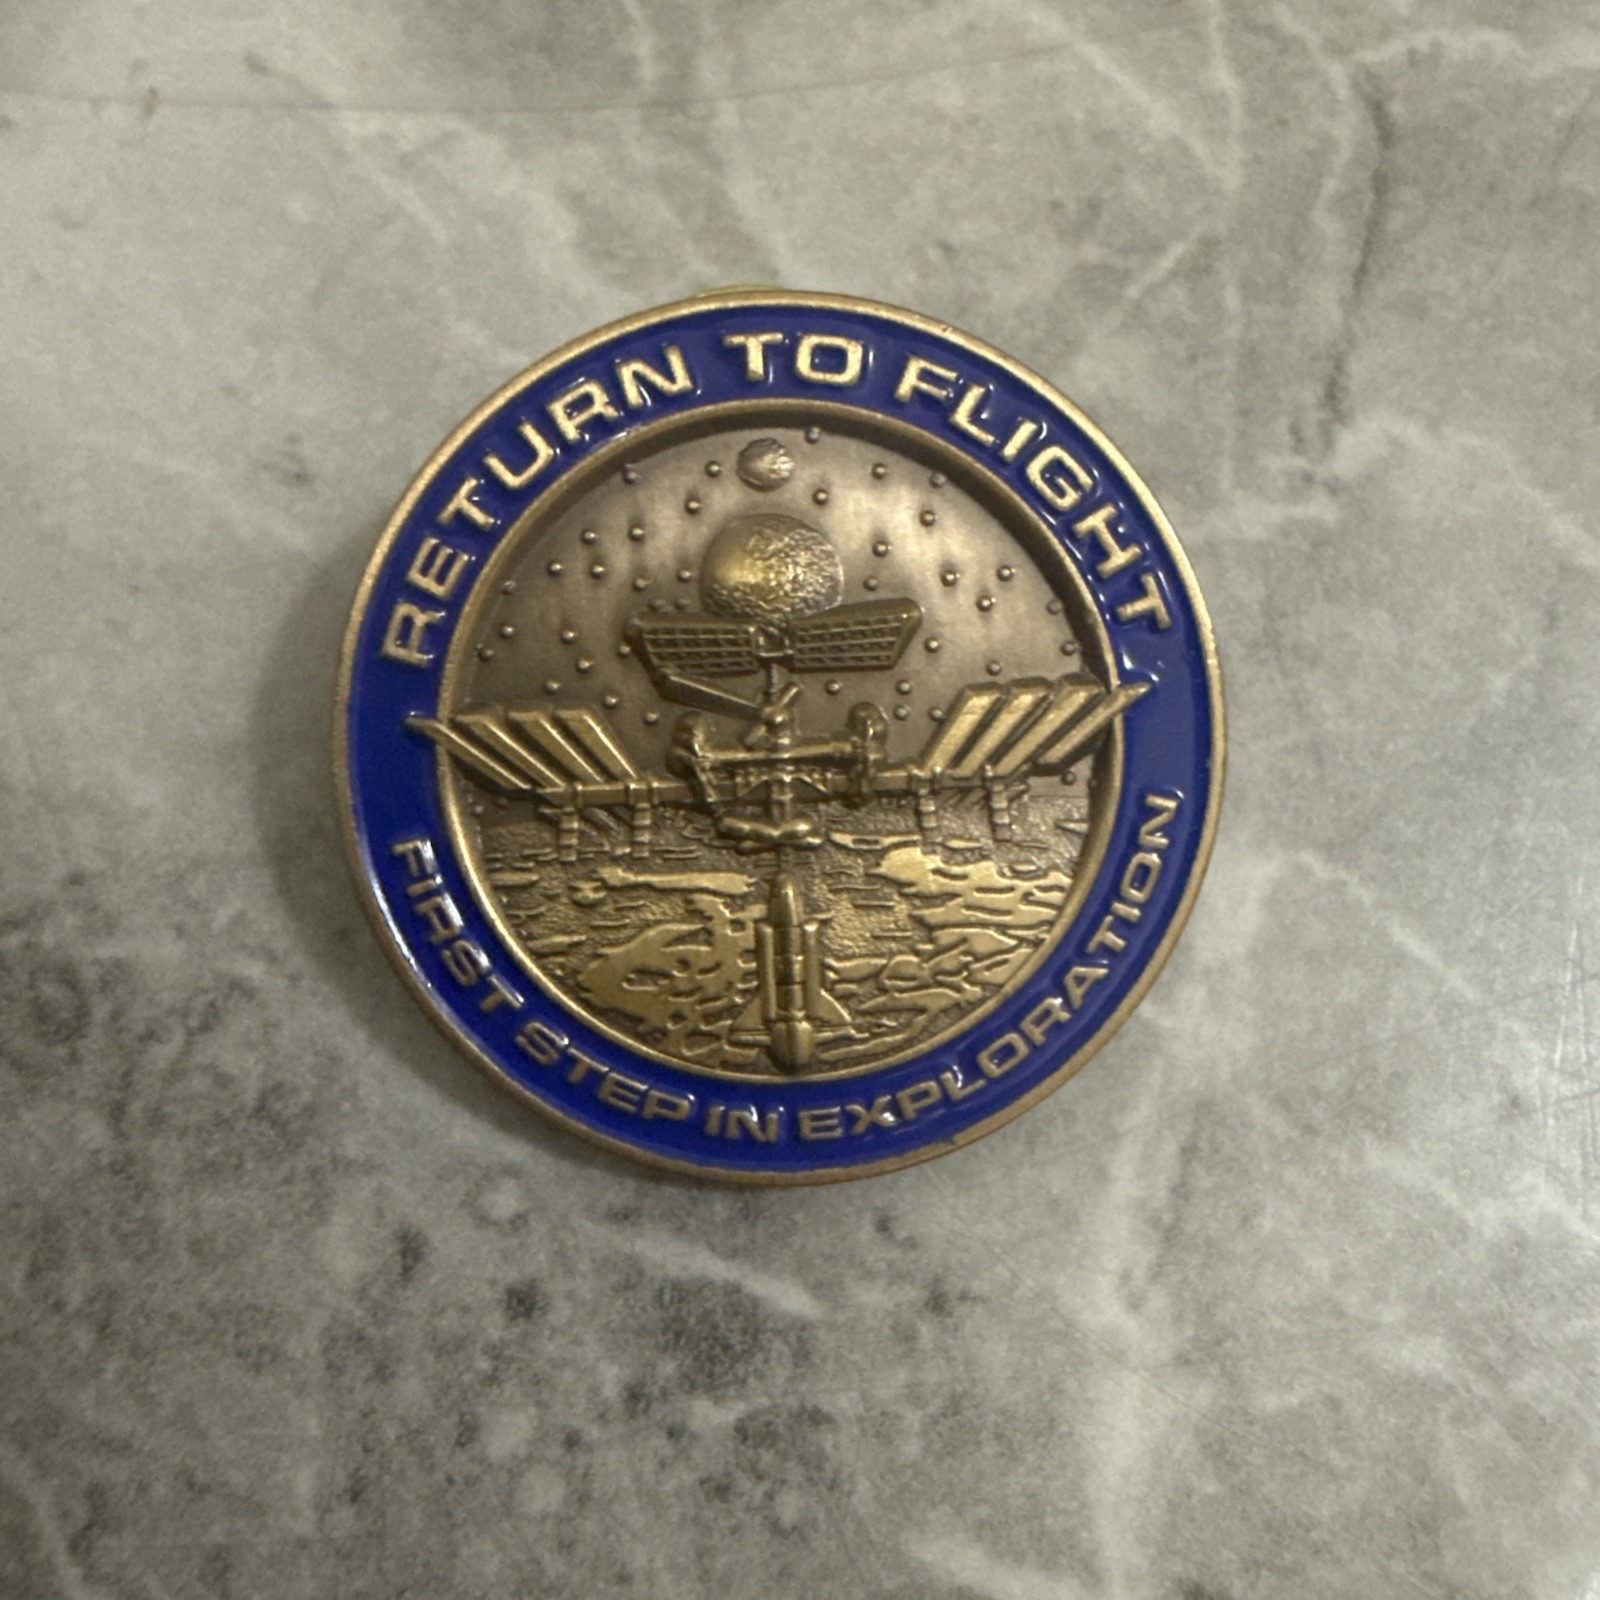 RETURN TO FLIGHT
FIRST STEP IN EXPLORATION